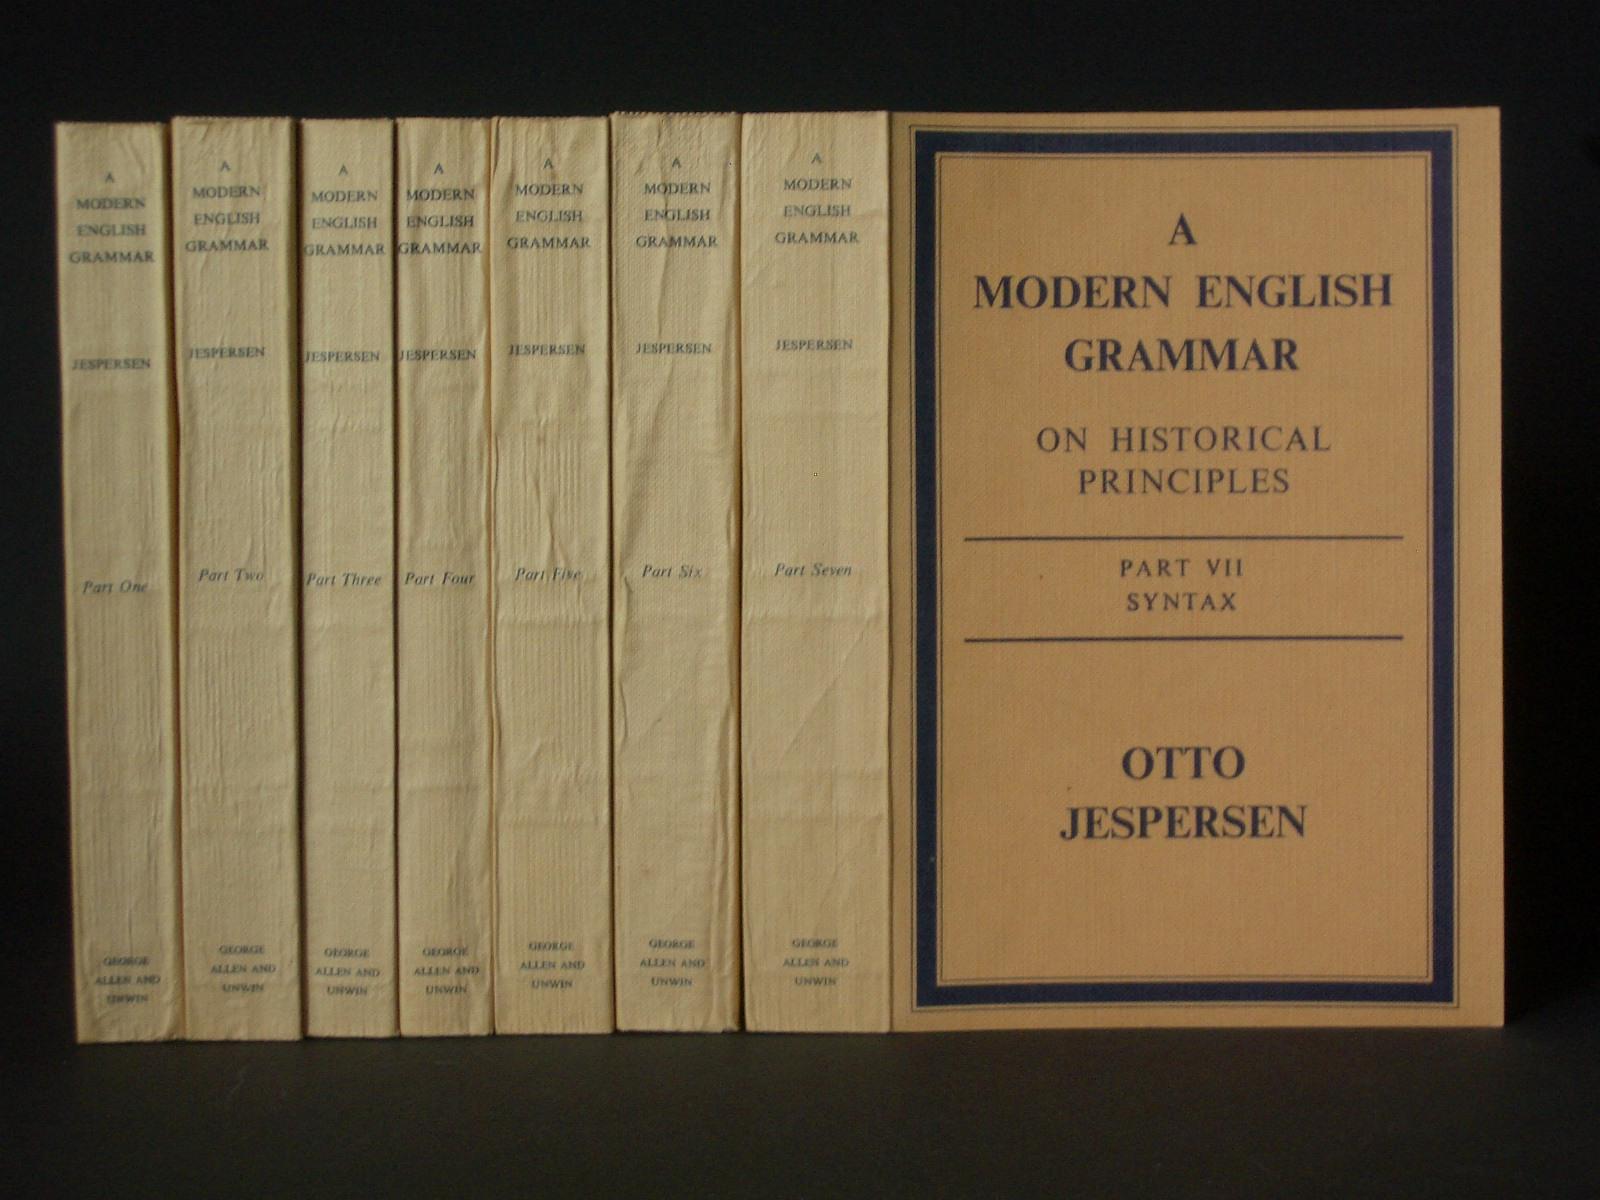 A
MODERN
ENGLISH
GRAMMAR
JESPERSEN
Part One
GEORGE
ALLEN AND
UNWIN
A
MODERN
ENGLISH
GRAMMAR
JESPERSEN
Part Two
GEORGE
ALLEN AND
UNWIN
A
MODERN
ENGLISH
GRAMMAR
JESPERSEN
Part Three
GEORGE
ALLEN AND
UNWIN
A
MODERN
ENGLISH
GRAMMAR
JESPERSEN
Part Four
GEORGE
ALLEN AND
UNWIN
A
MODERN
ENGLISH
GRAMMAR
JESPERSEN
Part Five
GEORGE
ALLEN AND
UNWIN
A
MODERN
ENGLISH
GRAMMAR
JESPERSEN
Part Six
GEORGE
ALLEN AND
UNWIN
A
MODERN
ENGLISH
GRAMMAR
JESPERSEN
Part Seven
GEORGE
ALLEN AND
UNWIN
A
MODERN ENGLISH
GRAMMAR
ON HISTORICAL
PRINCIPLES
PART VII
SYNTAX
OTTO
JESPERSEN